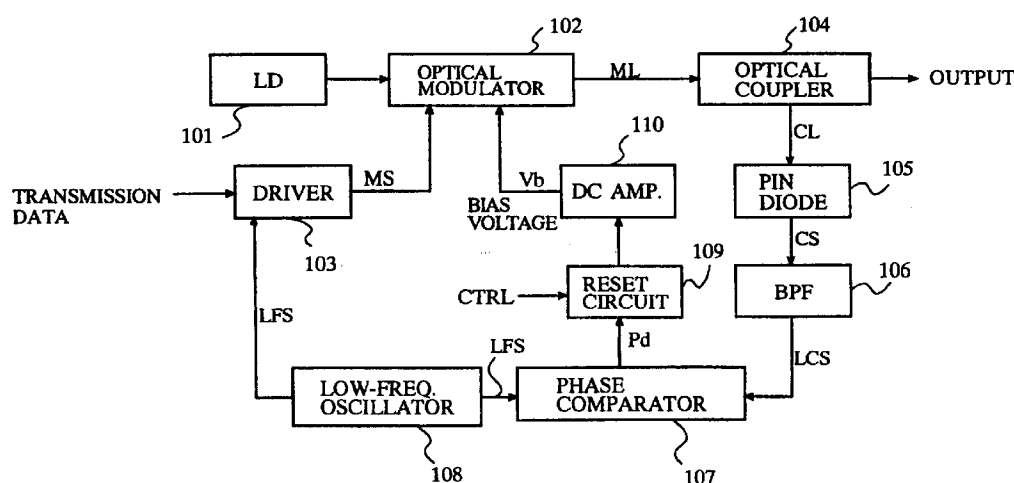 102
104
LD
OPTICAL
MODULATOR
ML
OPTICAL
COUPLER
OUTPUT
101
110
CL
TRANSMISSION
DATA
DRIVER
MS
Vb
BIAS
VOLTAGE
DC AMP.
PIN
DIODE
105
103
CS
109
106
CTRL
RESET
CIRCUIT
BPF
LFS
LFS
Pd
LCS
LOW-FREQ.
OSCILLATOR
PHASE
COMPARATOR
108
107